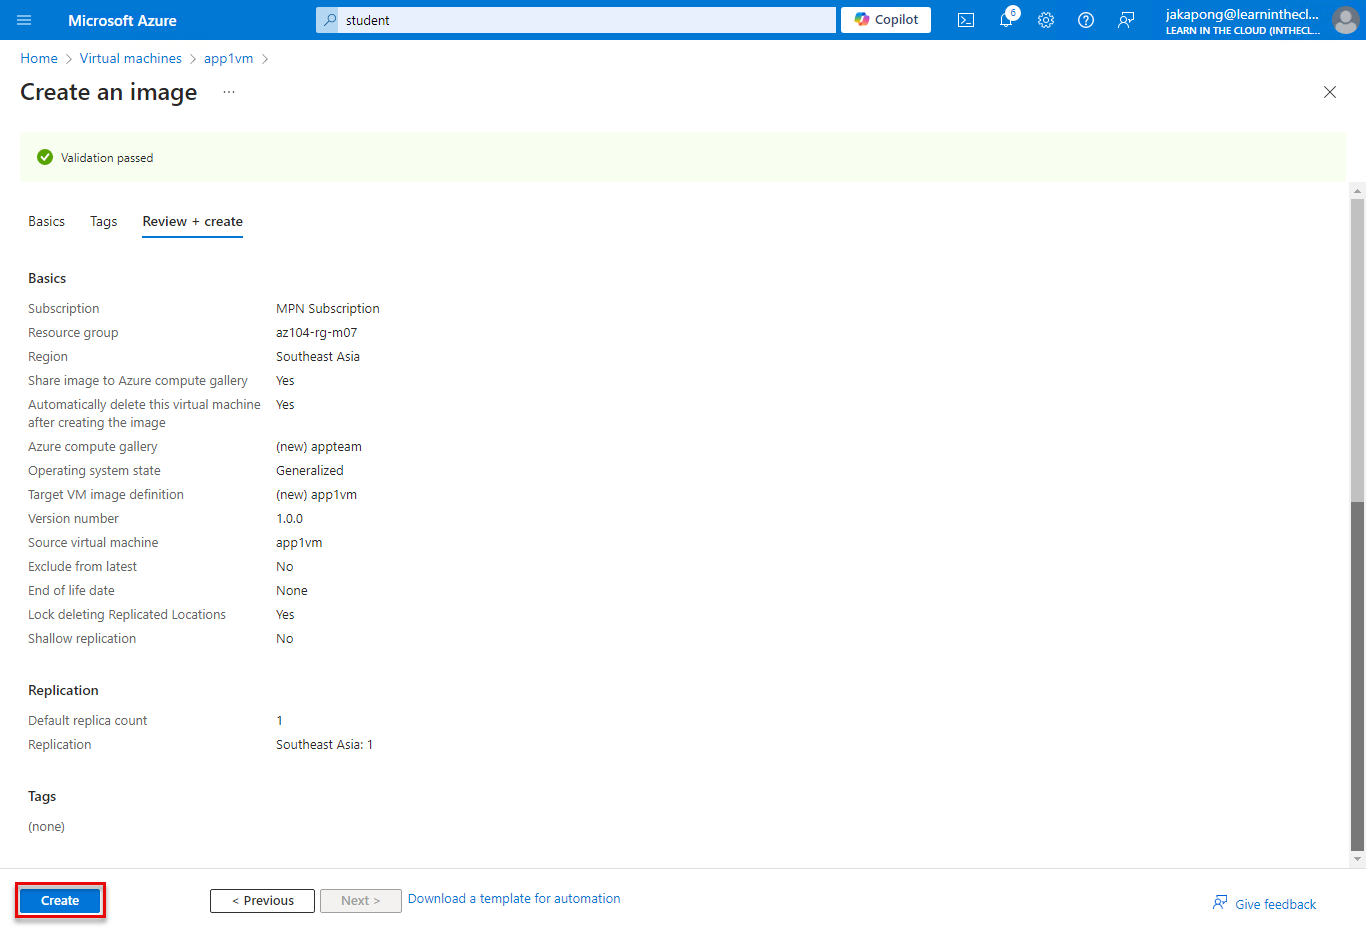 Microsoft Azure
student
Copilot
6
jakapong@learninthecl...
LEARN IN THE CLOUD (INTHECL...
Home > Virtual machines > app1vm >
Create an image ...
Validation passed
Basics Tags Review + create
Basics
Subscription MPN Subscription
Resource group az104-rg-m07
Region Southeast Asia
Share image to Azure compute gallery Yes
Automatically delete this virtual machine Yes
after creating the image
Azure compute gallery (new) appteam
Operating system state Generalized
Target VM image definition (new) app1vm
Version number 1.0.0
Source virtual machine app1vm
Exclude from latest No
End of life date None
Lock deleting Replicated Locations Yes
Shallow replication No
Replication
Default replica count 1
Replication Southeast Asia: 1
Tags
(none)
Create < Previous Next > Download a template for automation
Give feedback